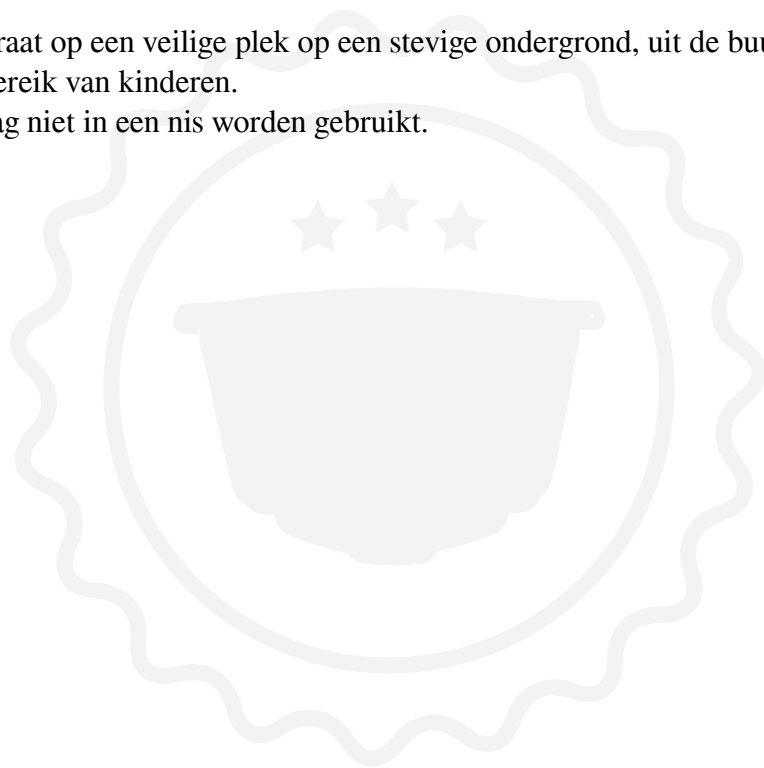 raat op een veilige plek op een stevige ondergrond, uit de buu
ereik van kinderen.
ag niet in een nis worden gebruikt.